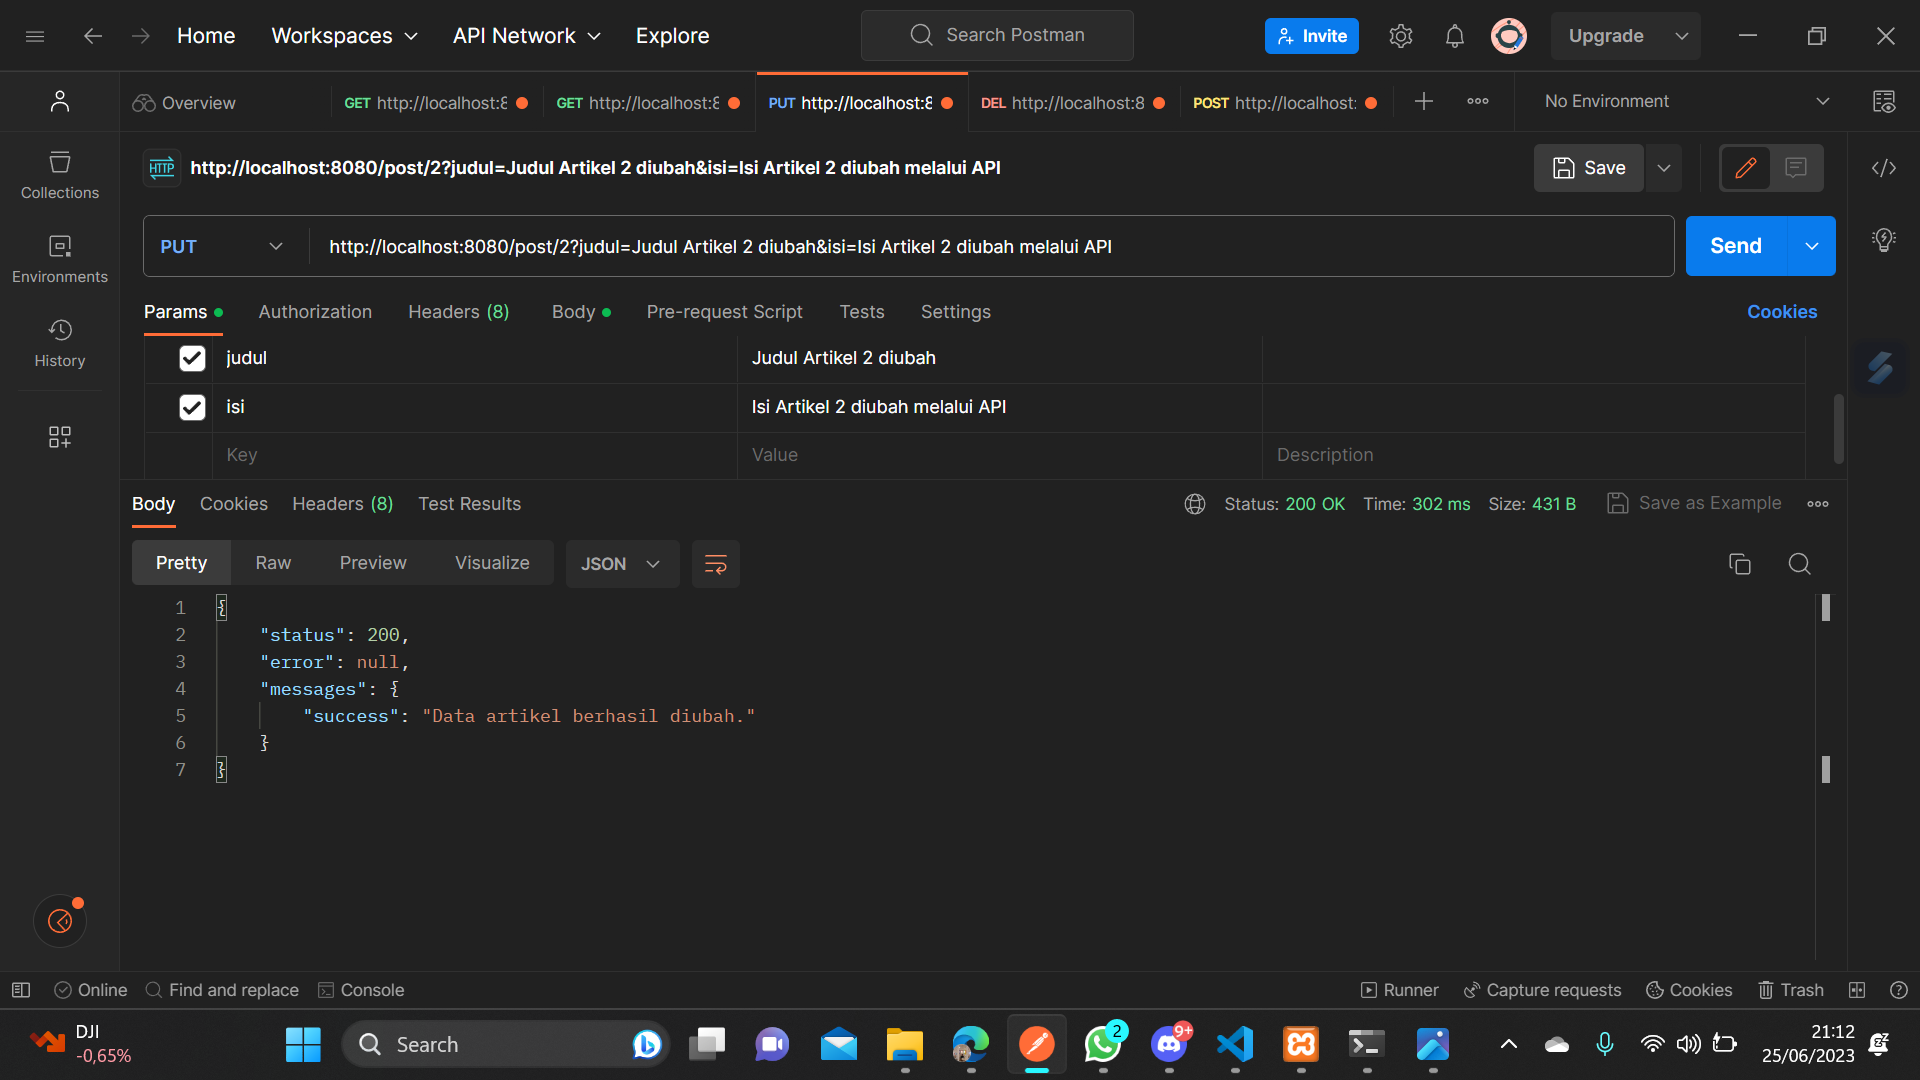 Home
Workspaces
API Network
Explore
Search Postman
Invite
Upgrade
Overview
GET http://localhost:8
GET http://localhost:8
PUT http://localhost:8
DEL http://localhost:8
POST http://localhost:
No Environment
HTTP
http://localhost:8080/post/2?judul=Judul Artikel 2 diubah&isi=Isi Artikel 2 diubah melalui API
Save
Collections
Environments
History
PUT
http://localhost:8080/post/2?judul=Judul Artikel 2 diubah&isi=Isi Artikel 2 diubah melalui API
Send
Params
Authorization
Headers (8)
Body
Pre-request Script
Tests
Settings
Cookies
judul Judul Artikel 2 diubah
isi Isi Artikel 2 diubah melalui API
Key Value Description
Body
Cookies
Headers (8)
Test Results
Status: 200 OK
Time: 302 ms
Size: 431 B
Save as Example
Pretty
Raw
Preview
Visualize
JSON
1 {
2 "status": 200,
3 "error": null,
4 "messages": {
5 "success": "Data artikel berhasil diubah."
6 }
7 }
Online
Find and replace
Console
Runner
Capture requests
Cookies
Trash
DJI
-0,65%
Search
2
9+
21:12
25/06/2023